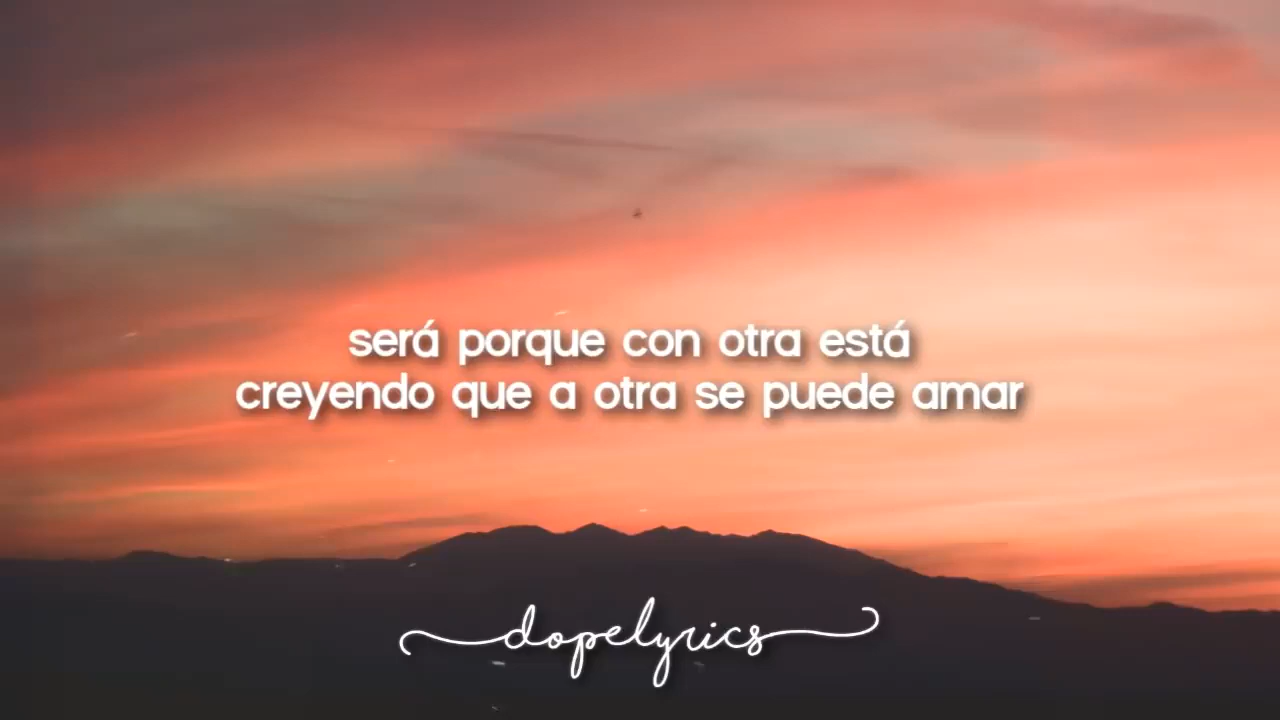 será porque con otra está
creyendo que a otra se puede amar
dopelyrics